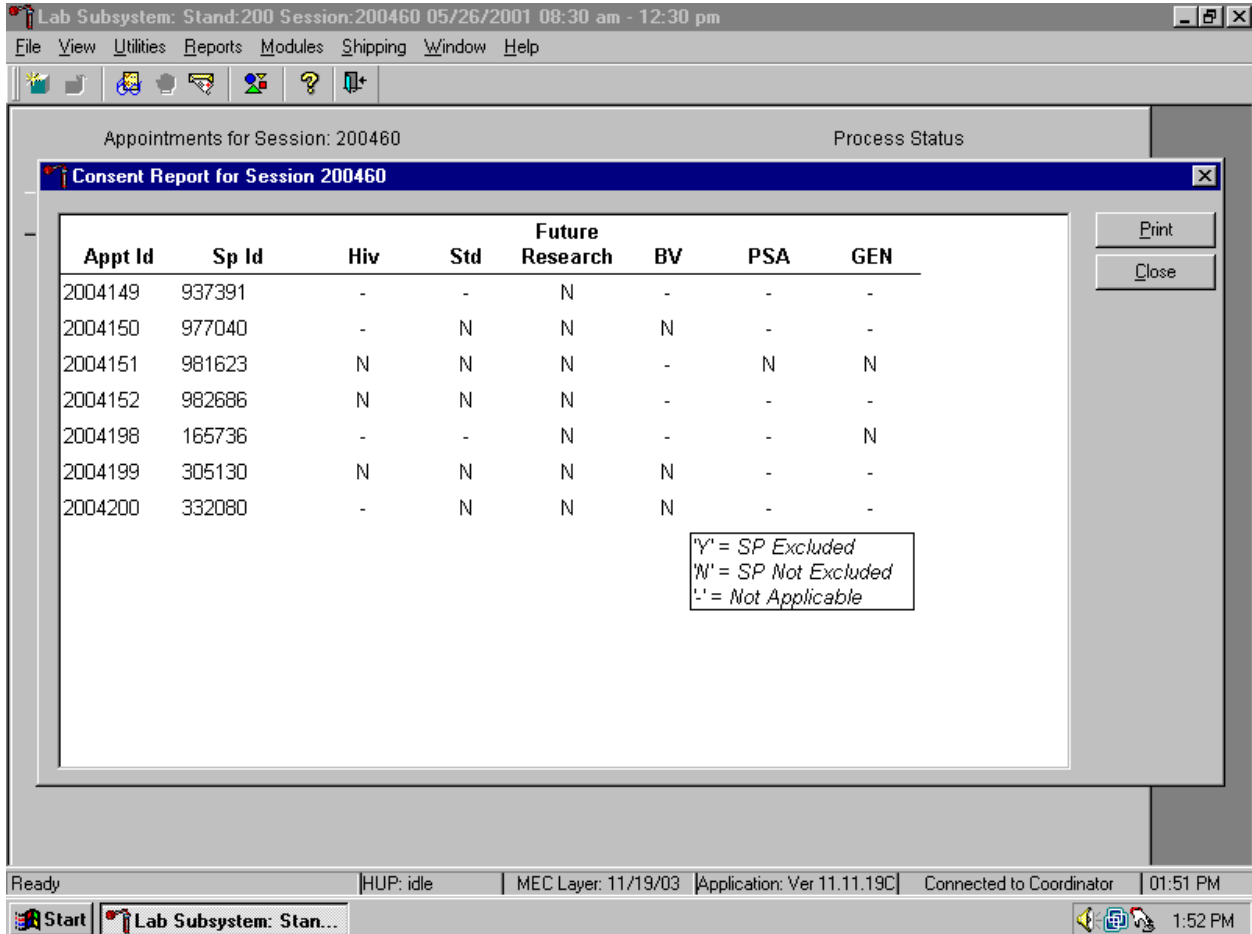 Lab Subsystem: Stand:200 Session:200460 05/26/2001 08:30 am - 12:30 pm
File View Utilities Reports Modules Shipping Window Help
Appointments for Session: 200460 Process Status
Consent Report for Session 200460
Appt Id Sp Id Hiv Std Future Research BV PSA GEN
2004149 937391 - - N - - -
2004150 977040 - N N N - -
2004151 981623 N N N - N N
2004152 982686 N N N - - -
2004198 165736 - - N - - N
2004199 305130 N N N N - -
2004200 332080 - N N N - -
'Y' = SP Excluded
'N' = SP Not Excluded
'-' = Not Applicable
Print
Close
Ready HUP: idle MEC Layer: 11/19/03 Application: Ver 11.11.19C Connected to Coordinator 01:51 PM
Start Lab Subsystem: Stan... 1:52 PM